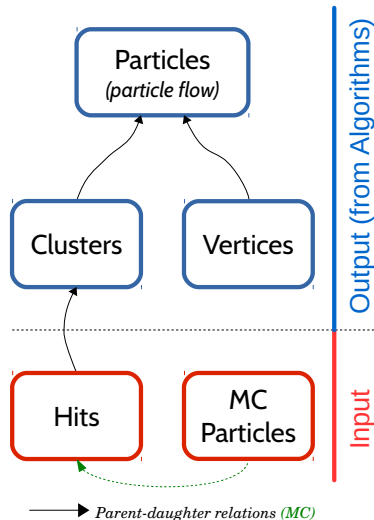 Particles
(particle flow)
Clusters
Vertices
Output (from Algorithms)
Hits
MC
Particles
Input
Parent-daughter relations (MC)